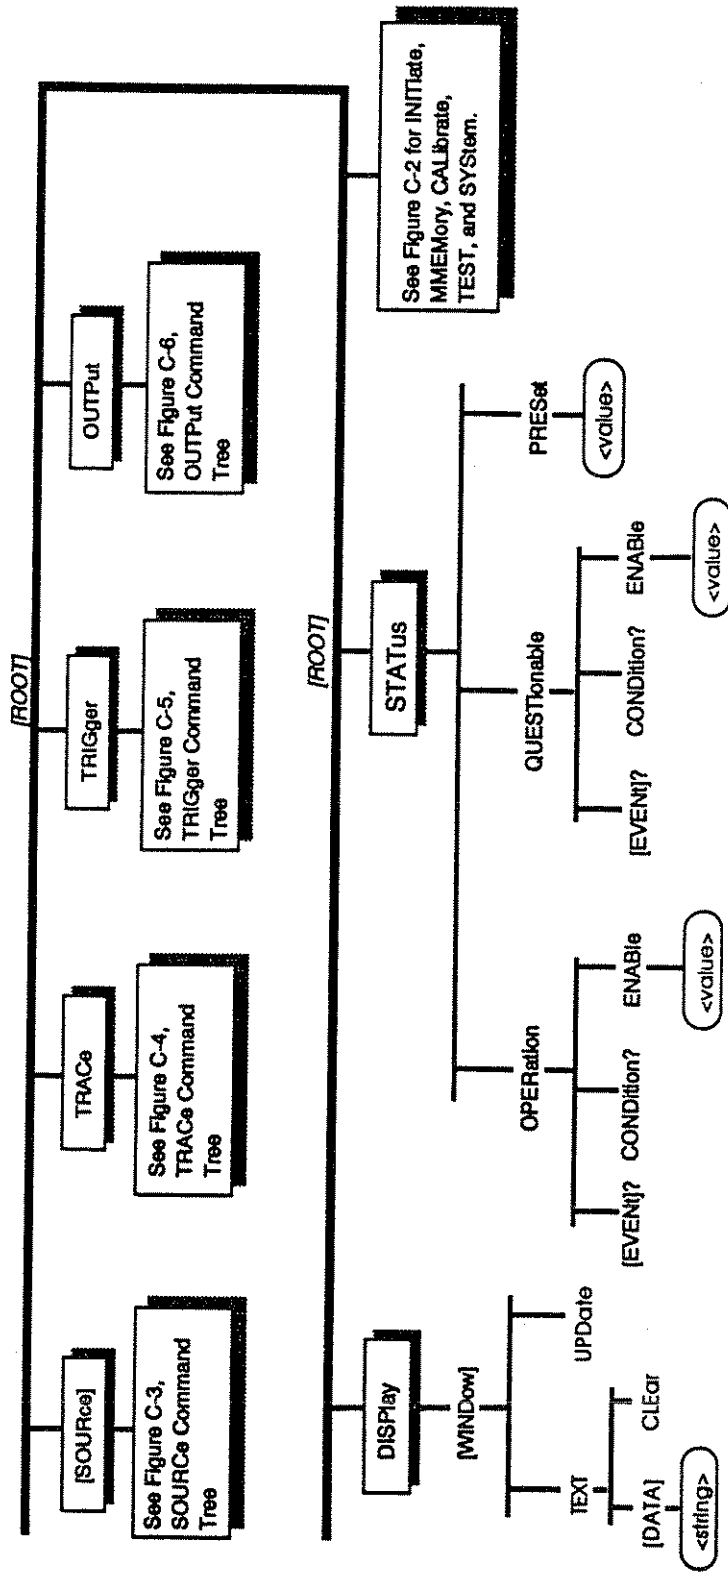 [ROOT]
[SOURce]
TRACe
TRIGger
OUTPut
See Figure C-3,
SOURCe Command
Tree
See Figure C-4,
TRACe Command
Tree
See Figure C-5,
TRIGger Command
Tree
See Figure C-6,
OUTPut Command
Tree
[ROOT]
DISPlay
STATus
See Figure C-2 for INITiate,
MMEMory, CALibrate,
TEST, and SYStem.
[WINDow]
TEXT
UPDate
[DATA]
CLEar
<string>
OPERation
QUEStionable
PRESet
<value>
[EVENt]?
CONDition?
ENABle
<value>
[EVENt]?
CONDition?
ENABle
<value>